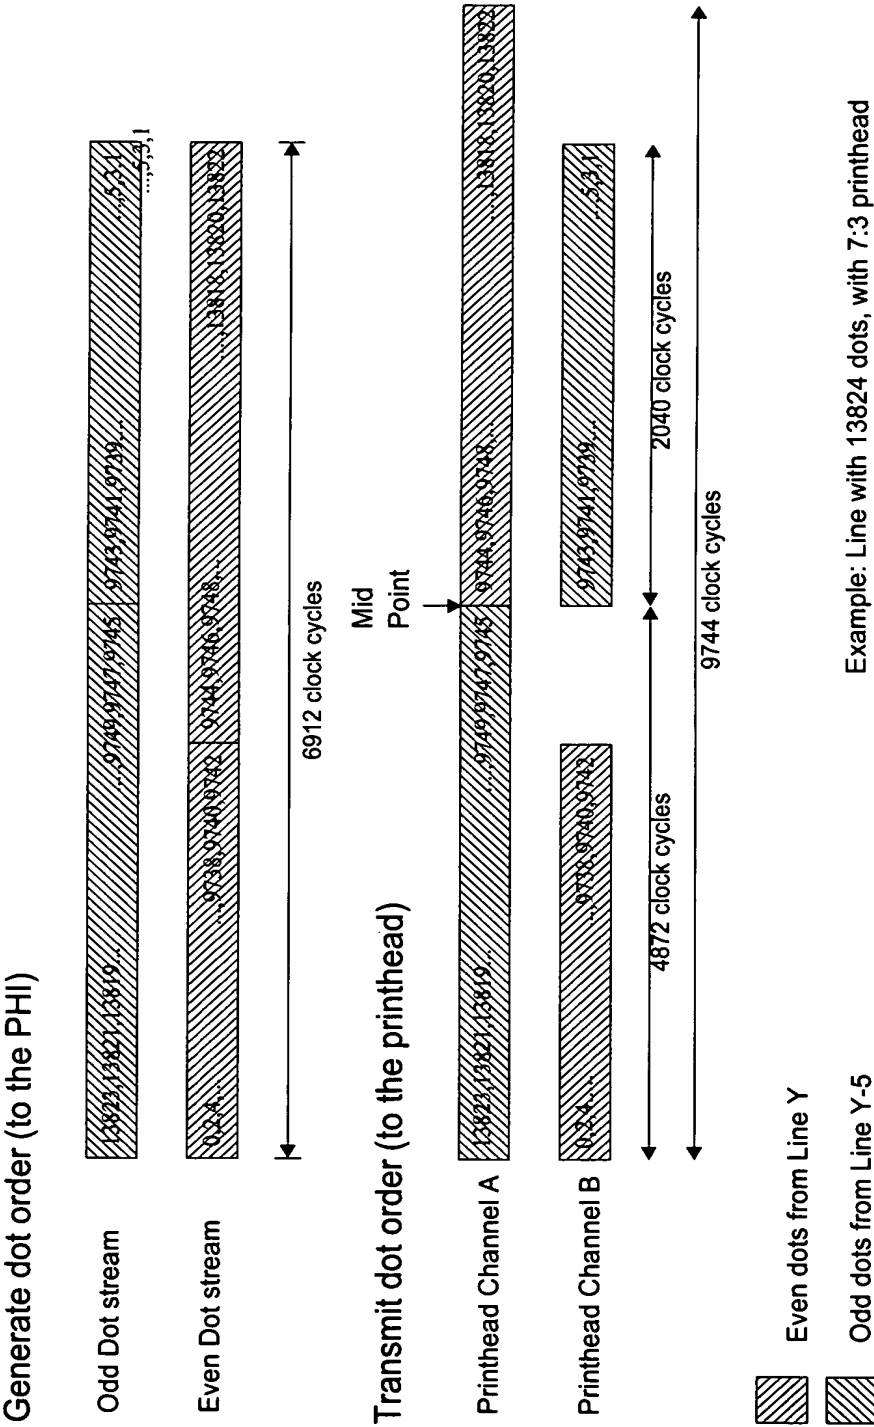 Generate dot order (to the PHI)
Odd Dot stream
13823,13821,13819...
...,9749,9747,9745
9743,9741,9739....
...,5,3,1
...,5,3,1
Even Dot stream
0,2,4,...
...,9738,9740,9742
9744,9746,9748,...
...,13818,13820,13822
6912 clock cycles
Transmit dot order (to the printhead)
Mid
Point
Printhead Channel A
13823,13821,13819...
...,9749,9747,9745
9744,9746,9748,...
...,13818,13820,13822
Printhead Channel B
0,2,4,...
...,9738,9740,9742
9743,9741,9739....
...5,3,1
4872 clock cycles
2040 clock cycles
9744 clock cycles
Even dots from Line Y
Odd dots from Line Y-5
Example: Line with 13824 dots, with 7:3 printhead